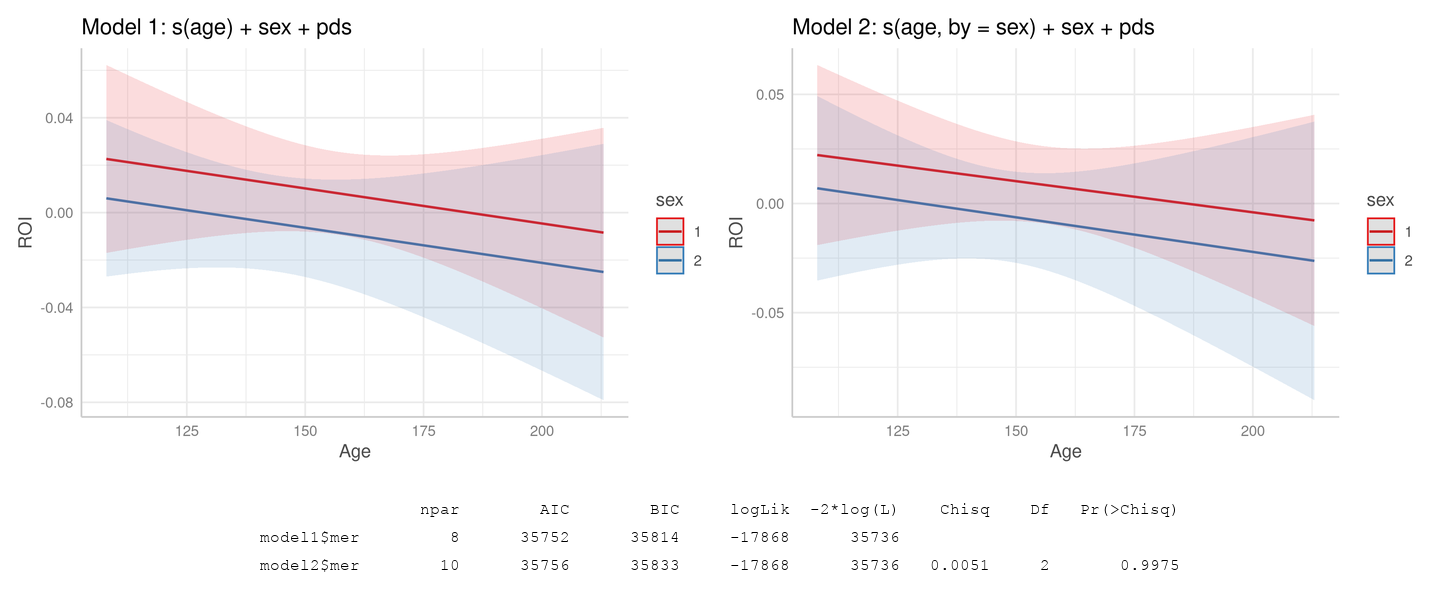 Model 1: s(age) + sex + pds
0.04
0.00
-0.04
-0.08
ROI
125 150 175 200
Age
sex
1
2
Model 2: s(age, by = sex) + sex + pds
0.05
0.00
-0.05
ROI
125 150 175 200
Age
sex
1
2
npar AIC BIC logLik -2*log(L) Chisq Df Pr(>Chisq)
model1$mer 8 35752 35814 -17868 35736
model2$mer 10 35756 35833 -17868 35736 0.0051 2 0.9975